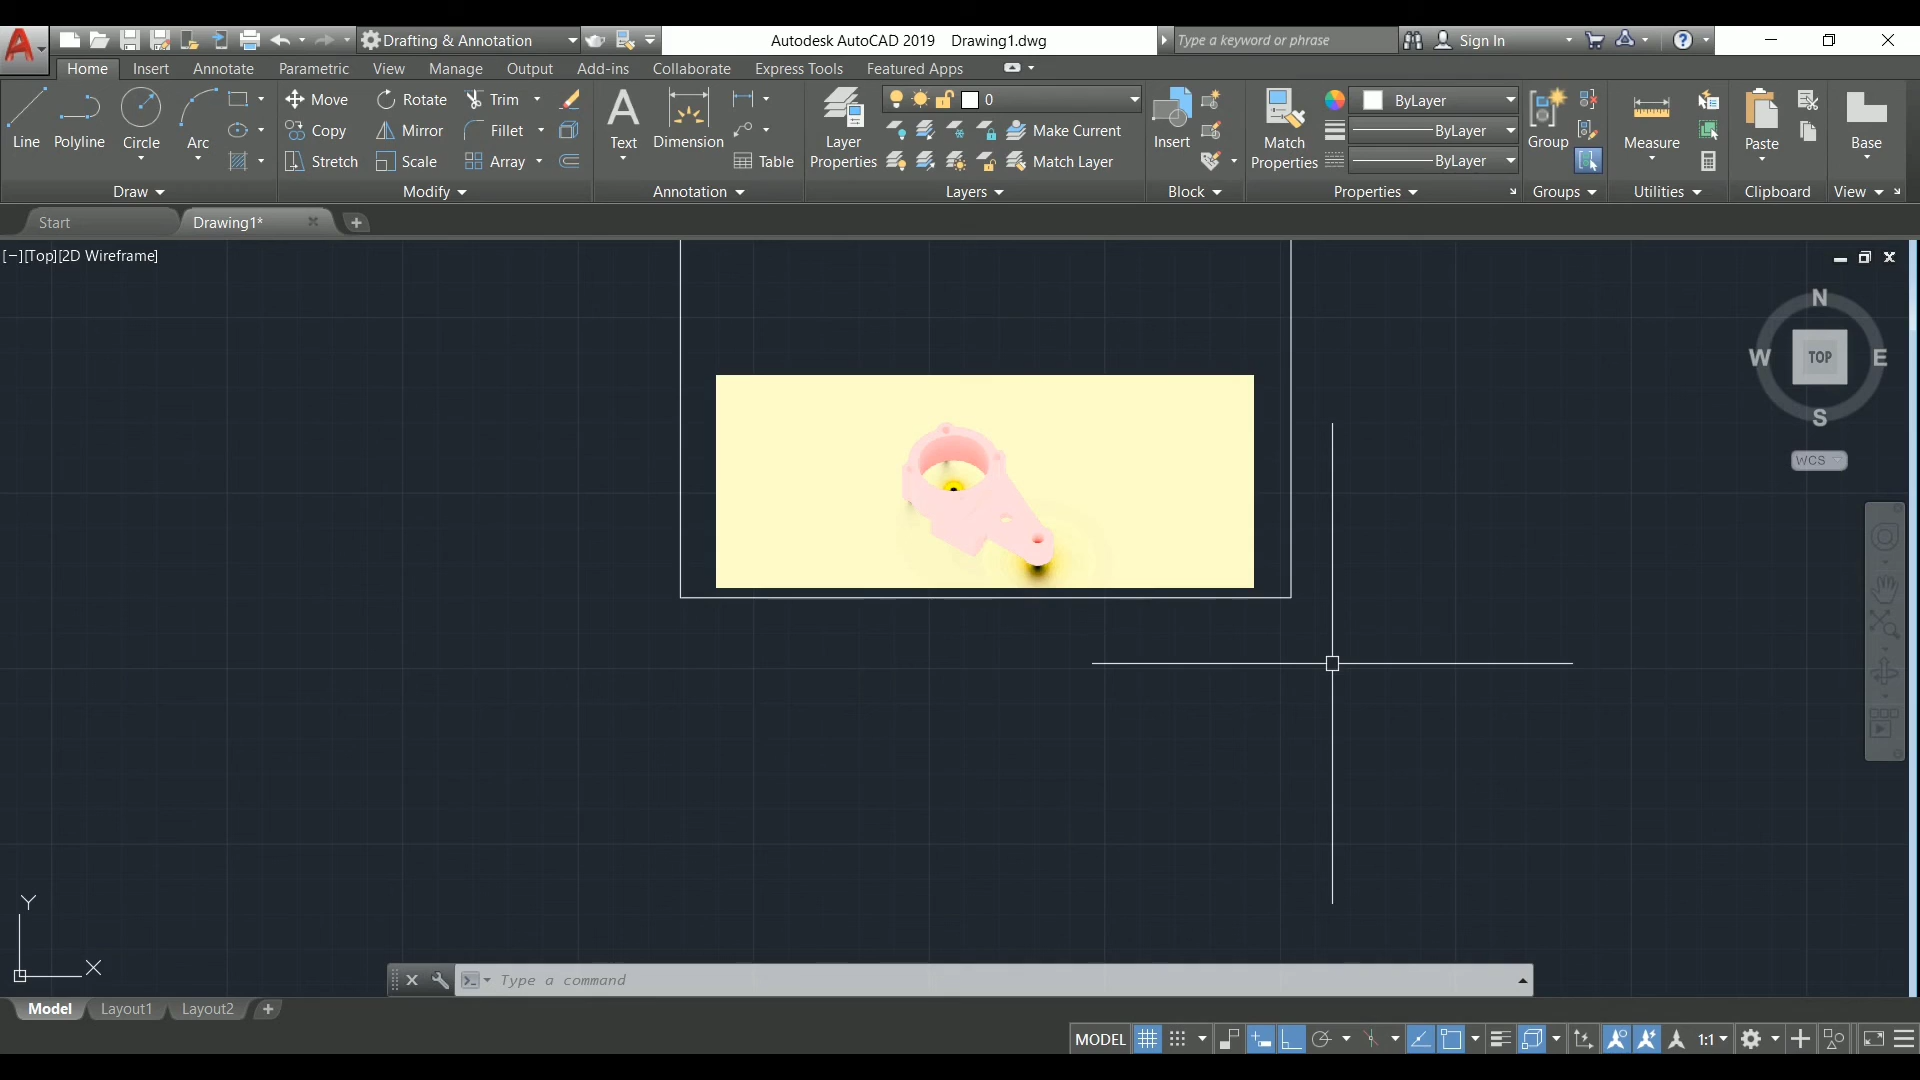 Drafting & Annotation
Autodesk AutoCAD 2019 Drawing1.dwg
Type a keyword or phrase
Sign In
Home Insert Annotate Parametric View Manage Output Add-ins Collaborate Express Tools Featured Apps
Line Polyline Circle Arc
Move Rotate Trim
Copy Mirror Fillet
Stretch Scale Array
Text Dimension Table
Layer Properties
0
Make Current
Match Layer
Insert
Match Properties
ByLayer
ByLayer
ByLayer
Group
Measure
Paste
Base
Draw Modify Annotation Layers Block Properties Groups Utilities Clipboard View
Start Drawing1*
[−][Top][2D Wireframe]
N
W TOP E
S
WCS
Y
X
Type a command
Model Layout1 Layout2
MODEL 1:1